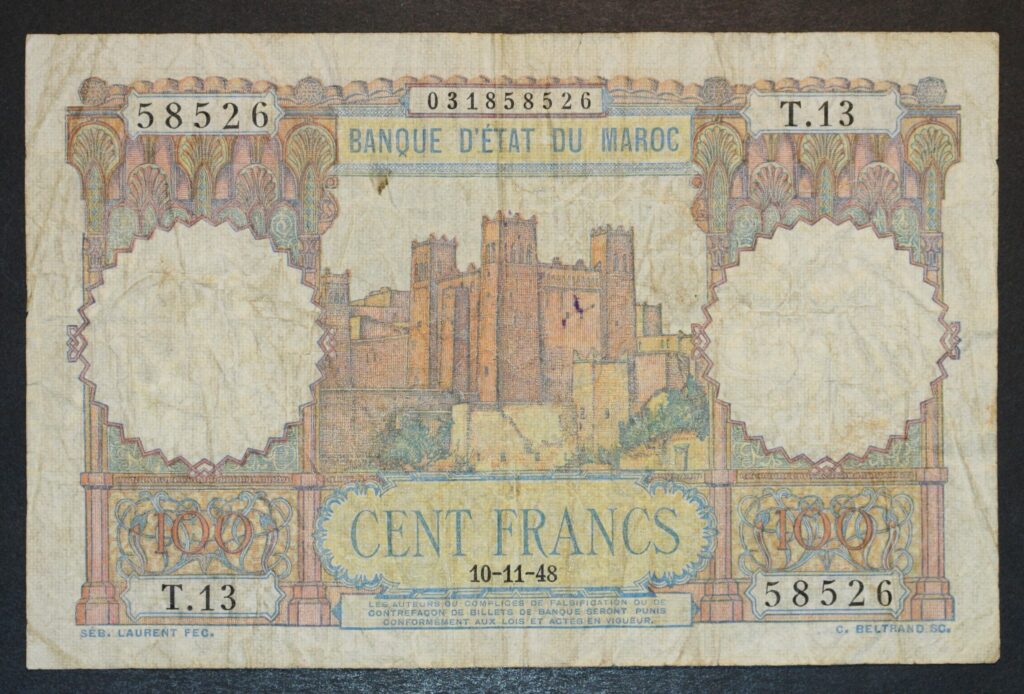 58526
031858526
T.13
BANQUE D'ÉTAT DU MAROC
100
100
CENT FRANCS
10-11-48
T.13
58526
LES AUTEURS OU COMPLICES DE FALSIFICATION OU DE
CONTREFAÇON DE BILLETS DE BANQUE SERONT PUNIS
CONFORMÉMENT AUX LOIS ET ACTES EN VIGUEUR.
SÉB. LAURENT FEC.
C. BELTRAND SC.